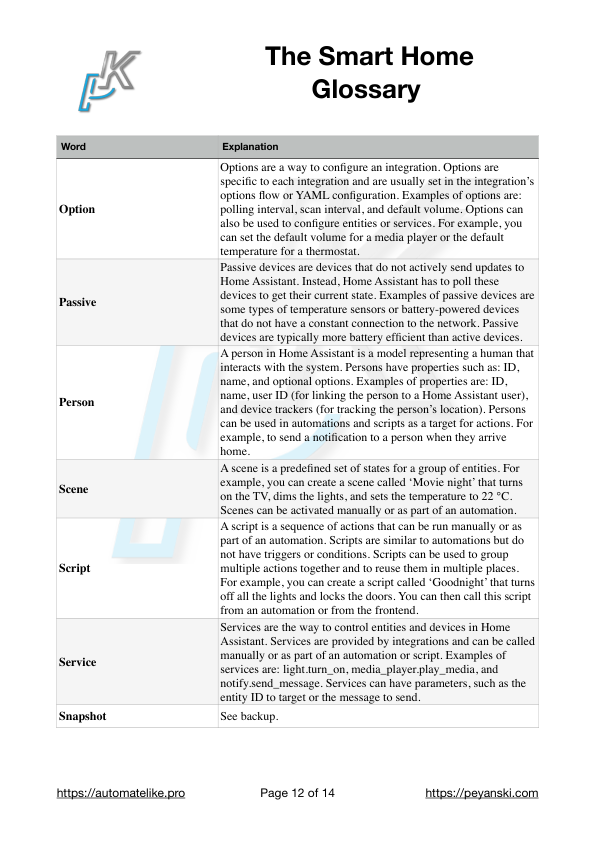 The Smart Home
Glossary
Word
Explanation
Option
Options are a way to configure an integration. Options are
specific to each integration and are usually set in the integration’s
options flow or YAML configuration. Examples of options are:
polling interval, scan interval, and default volume. Options can
also be used to configure entities or services. For example, you
can set the default volume for a media player or the default
temperature for a thermostat.
Passive
Passive devices are devices that do not actively send updates to
Home Assistant. Instead, Home Assistant has to poll these
devices to get their current state. Examples of passive devices are
some types of temperature sensors or battery-powered devices
that do not have a constant connection to the network. Passive
devices are typically more battery efficient than active devices.
Person
A person in Home Assistant is a model representing a human that
interacts with the system. Persons have properties such as: ID,
name, and optional options. Examples of properties are: ID,
name, user ID (for linking the person to a Home Assistant user),
and device trackers (for tracking the person’s location). Persons
can be used in automations and scripts as a target for actions. For
example, to send a notification to a person when they arrive
home.
Scene
A scene is a predefined set of states for a group of entities. For
example, you can create a scene called ‘Movie night’ that turns
on the TV, dims the lights, and sets the temperature to 22 °C.
Scenes can be activated manually or as part of an automation.
Script
A script is a sequence of actions that can be run manually or as
part of an automation. Scripts are similar to automations but do
not have triggers or conditions. Scripts can be used to group
multiple actions together and to reuse them in multiple places.
For example, you can create a script called ‘Goodnight’ that turns
off all the lights and locks the doors. You can then call this script
from an automation or from the frontend.
Service
Services are the way to control entities and devices in Home
Assistant. Services are provided by integrations and can be called
manually or as part of an automation or script. Examples of
services are: light.turn_on, media_player.play_media, and
notify.send_message. Services can have parameters, such as the
entity ID to target or the message to send.
Snapshot
See backup.
https://automatelike.pro
Page 12 of 14
https://peyanski.com